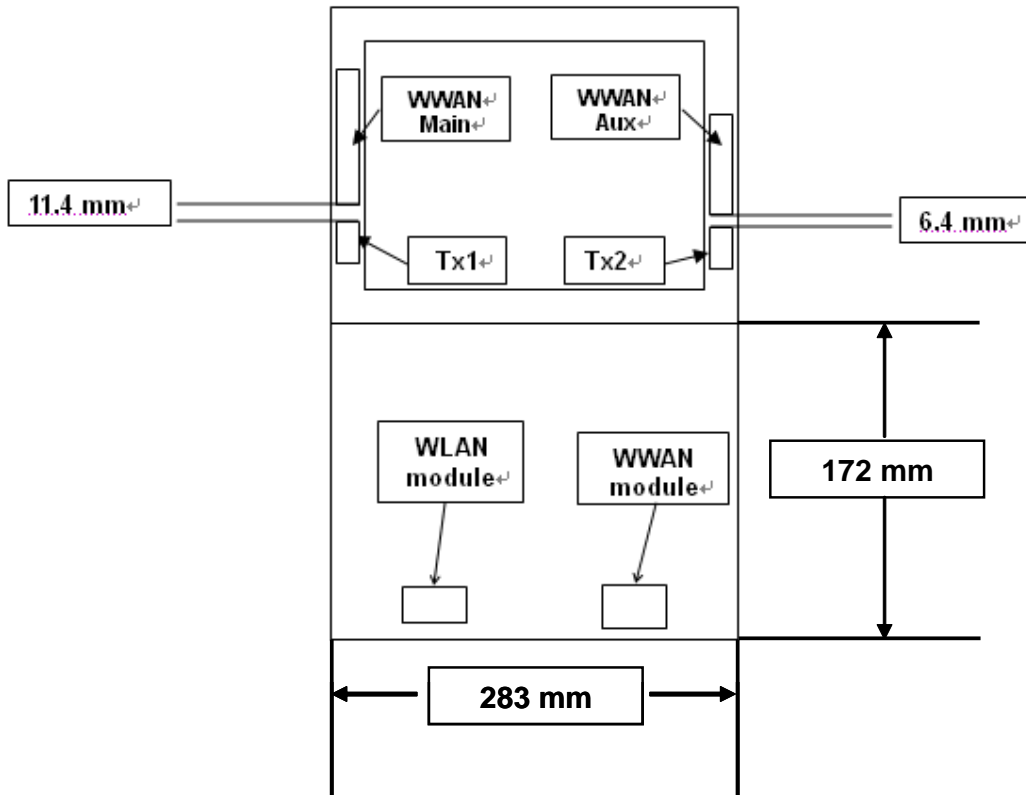 WWAN↵
Main↵
WWAN↵
Aux↵
11.4 mm↵
6.4 mm↵
Tx1↵
Tx2↵
WLAN
module↵
WWAN
module↵
172 mm
283 mm